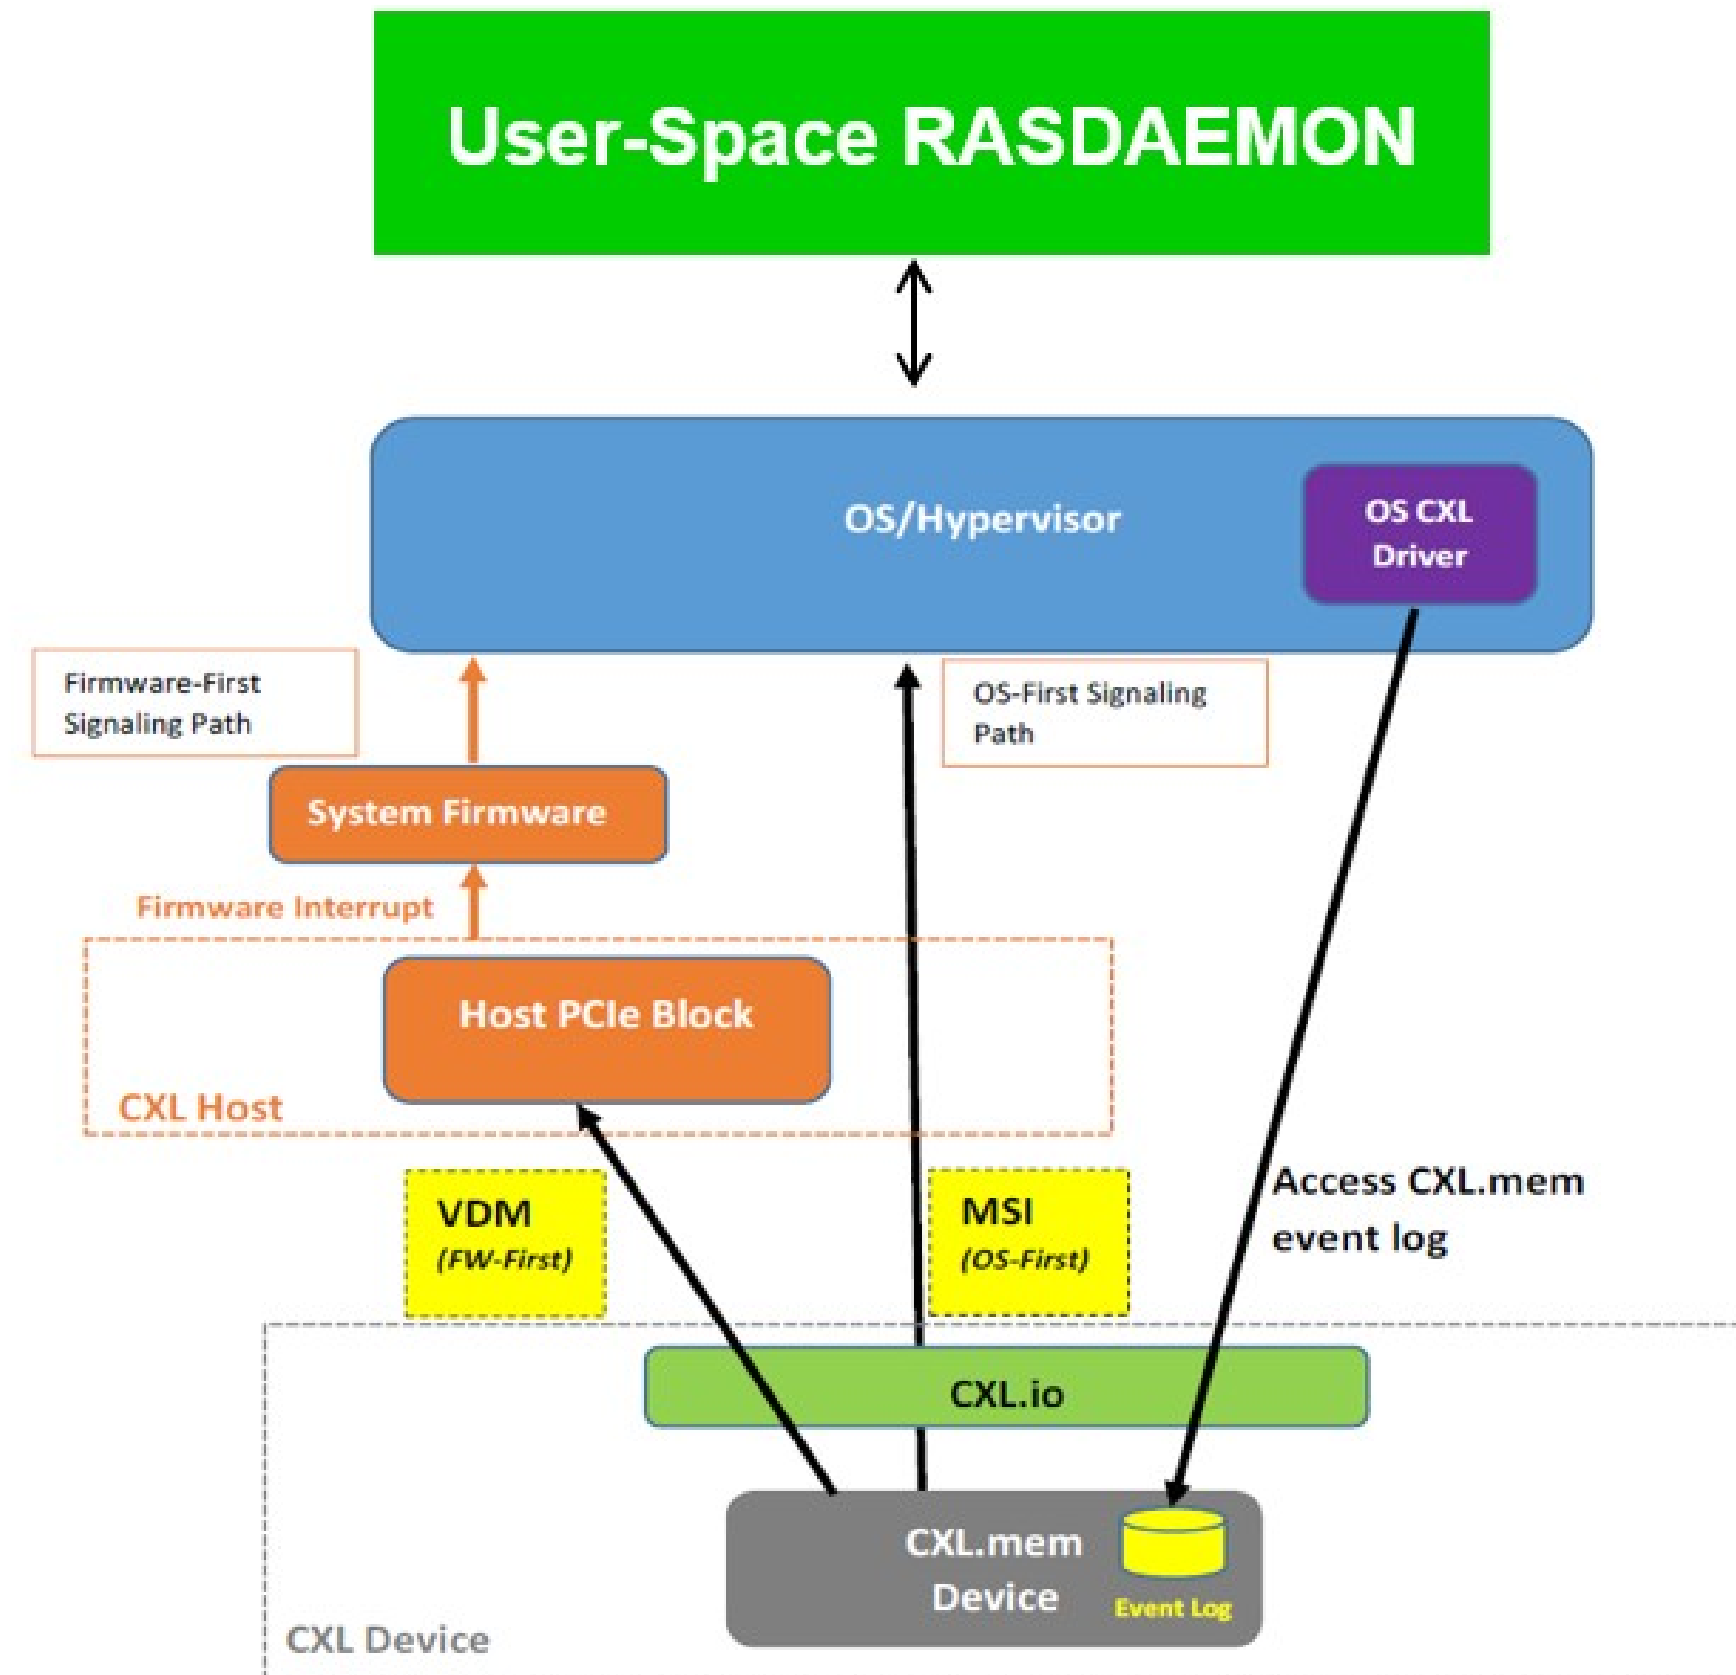 User-Space RASDAEMON
OS/Hypervisor
OS CXL
Driver
Firmware-First
Signaling Path
OS-First Signaling
Path
System Firmware
Firmware Interrupt
Host PCIe Block
CXL Host
VDM
(FW-First)
MSI
(OS-First)
Access CXL.mem
event log
CXL.io
CXL.mem
Device
Event Log
CXL Device